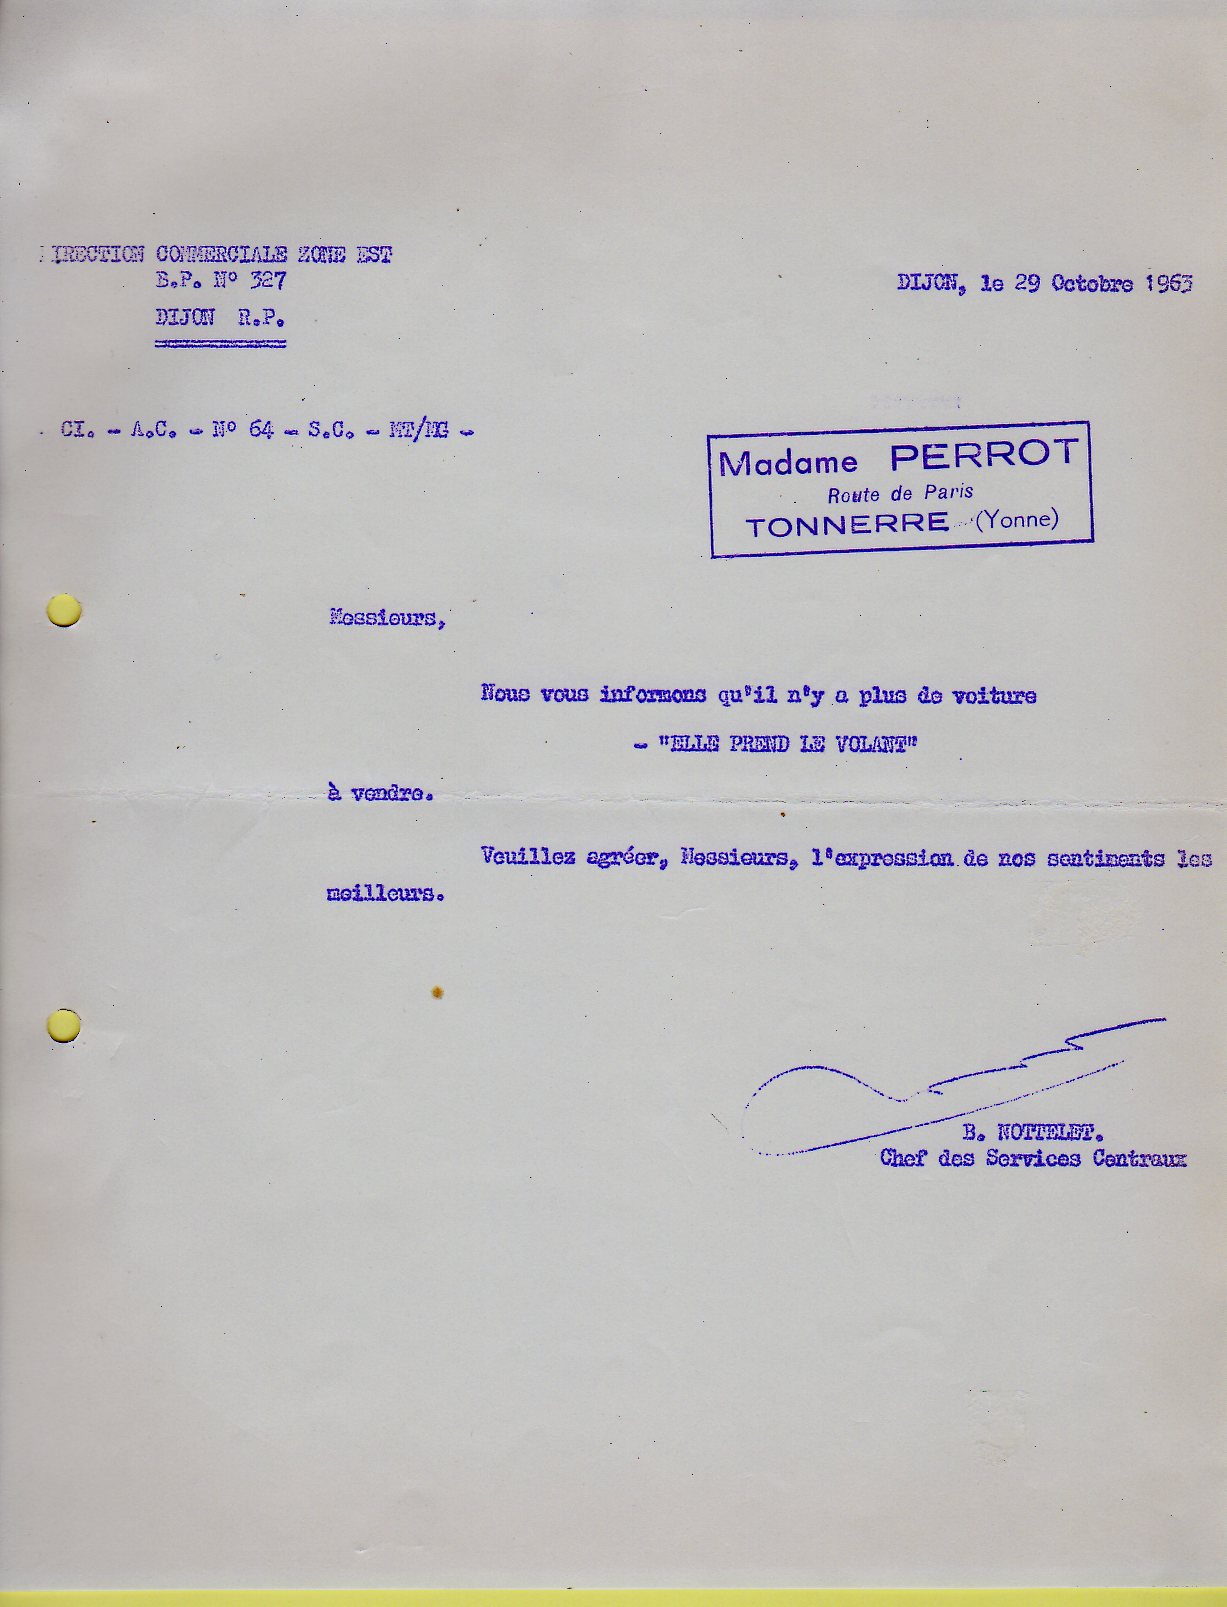 DIRECTION COMMERCIALE ZONE EST
B.P. N° 327
DIJON R.P.
DIJON, le 29 Octobre 1963
CI. - A.C. - N° 64 - S.C. - MT/MG -
Madame PERROT
Route de Paris
TONNERRE (Yonne)
Messieurs,
Nous vous informons qu'il n'y a plus de voiture
- "ELLE PREND LE VOLANT"
à vendre.
Veuillez agréer, Messieurs, l'expression de nos sentiments les
meilleurs.
B. NOTTELET.
Chef des Services Centraux